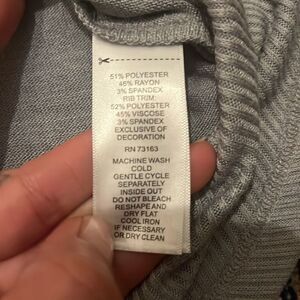 51% POLYESTER
46% RAYON
3% SPANDEX
RIB TRIM:
52% POLYESTER
45% VISCOSE
3% SPANDEX
EXCLUSIVE OF
DECORATION
RN 73163
MACHINE WASH
COLD
GENTLE CYCLE
SEPARATELY
INSIDE OUT
DO NOT BLEACH
RESHAPE AND
DRY FLAT
COOL IRON
IF NECESSARY
OR DRY CLEAN